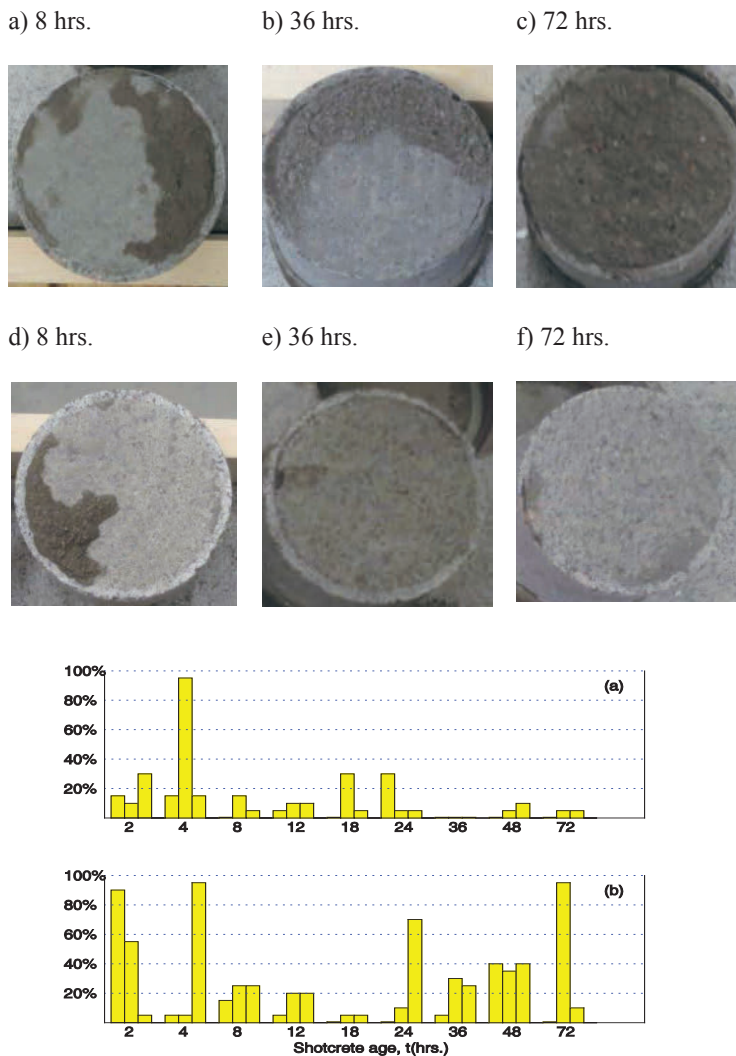 a) 8 hrs. b) 36 hrs. c) 72 hrs.
d) 8 hrs. e) 36 hrs. f) 72 hrs.
100% (a)
80%
60%
40%
20%
2 4 8 12 18 24 36 48 72
100% (b)
80%
60%
40%
20%
2 4 8 12 18 24 36 48 72
Shotcrete age, t(hrs.)